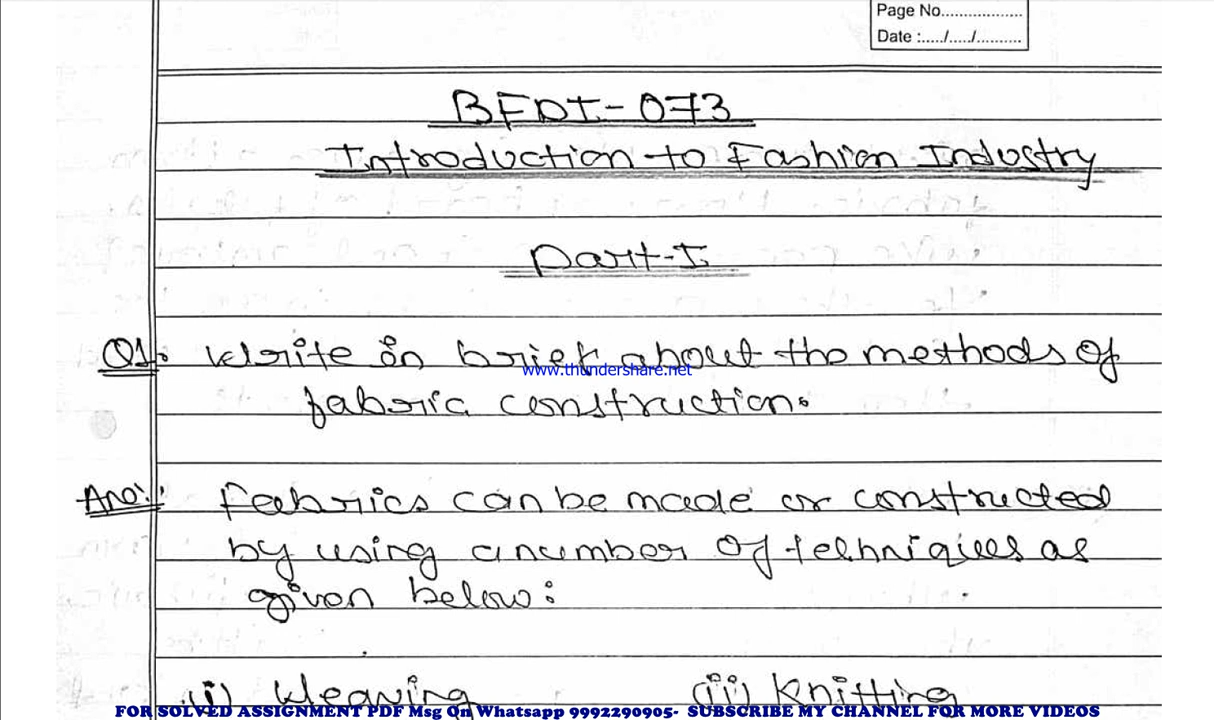 Page No..................
Date :...../...../..........
BFDI-073
Introduction to Fashion Industry
Part-I
Q1: Write in brief about the methods of
www.thundershare.net
fabric construction.
Ans:- Fabrics can be made or constructed
by using a number of tehniques as
given below:
(i) Weaving (ii) Knitting
FOR SOLVED ASSIGNMENT PDF Msg On Whatsapp 9992290905- SUBSCRIBE MY CHANNEL FOR MORE VIDEOS